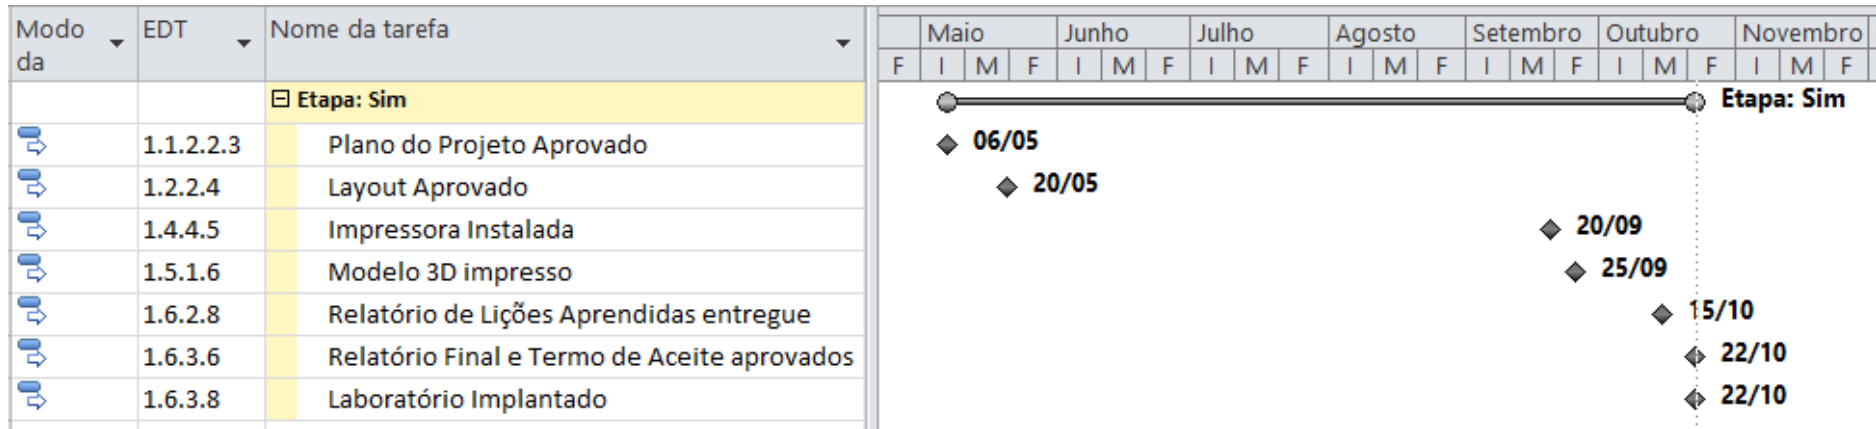 Modo da EDT Nome da tarefa Maio Junho Julho Agosto Setembro Outubro Novembro
F I M F I M F I M F I M F I M F I M F I M F
Etapa: Sim Etapa: Sim
1.1.2.2.3 Plano do Projeto Aprovado 06/05
1.2.2.4 Layout Aprovado 20/05
1.4.4.5 Impressora Instalada 20/09
1.5.1.6 Modelo 3D impresso 25/09
1.6.2.8 Relatório de Lições Aprendidas entregue 15/10
1.6.3.6 Relatório Final e Termo de Aceite aprovados 22/10
1.6.3.8 Laboratório Implantado 22/10